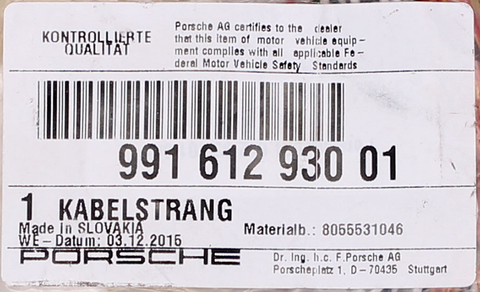 KONTROLLIERTE
QUALITÄT
Porsche AG certifies to the dealer
that this item of motor vehicle equip-
ment complies with all applicable Fe-
deral Motor Vehicle Safety Standards
991 612 930 01
1 KABELSTRANG
Made in SLOVAKIA
Materialb.: 8055531046
WE- Datum: 03.12.2015
PORSCHE
Dr. Ing. h.c. F.Porsche AG
Porscheplatz 1, D-70435 Stuttgart